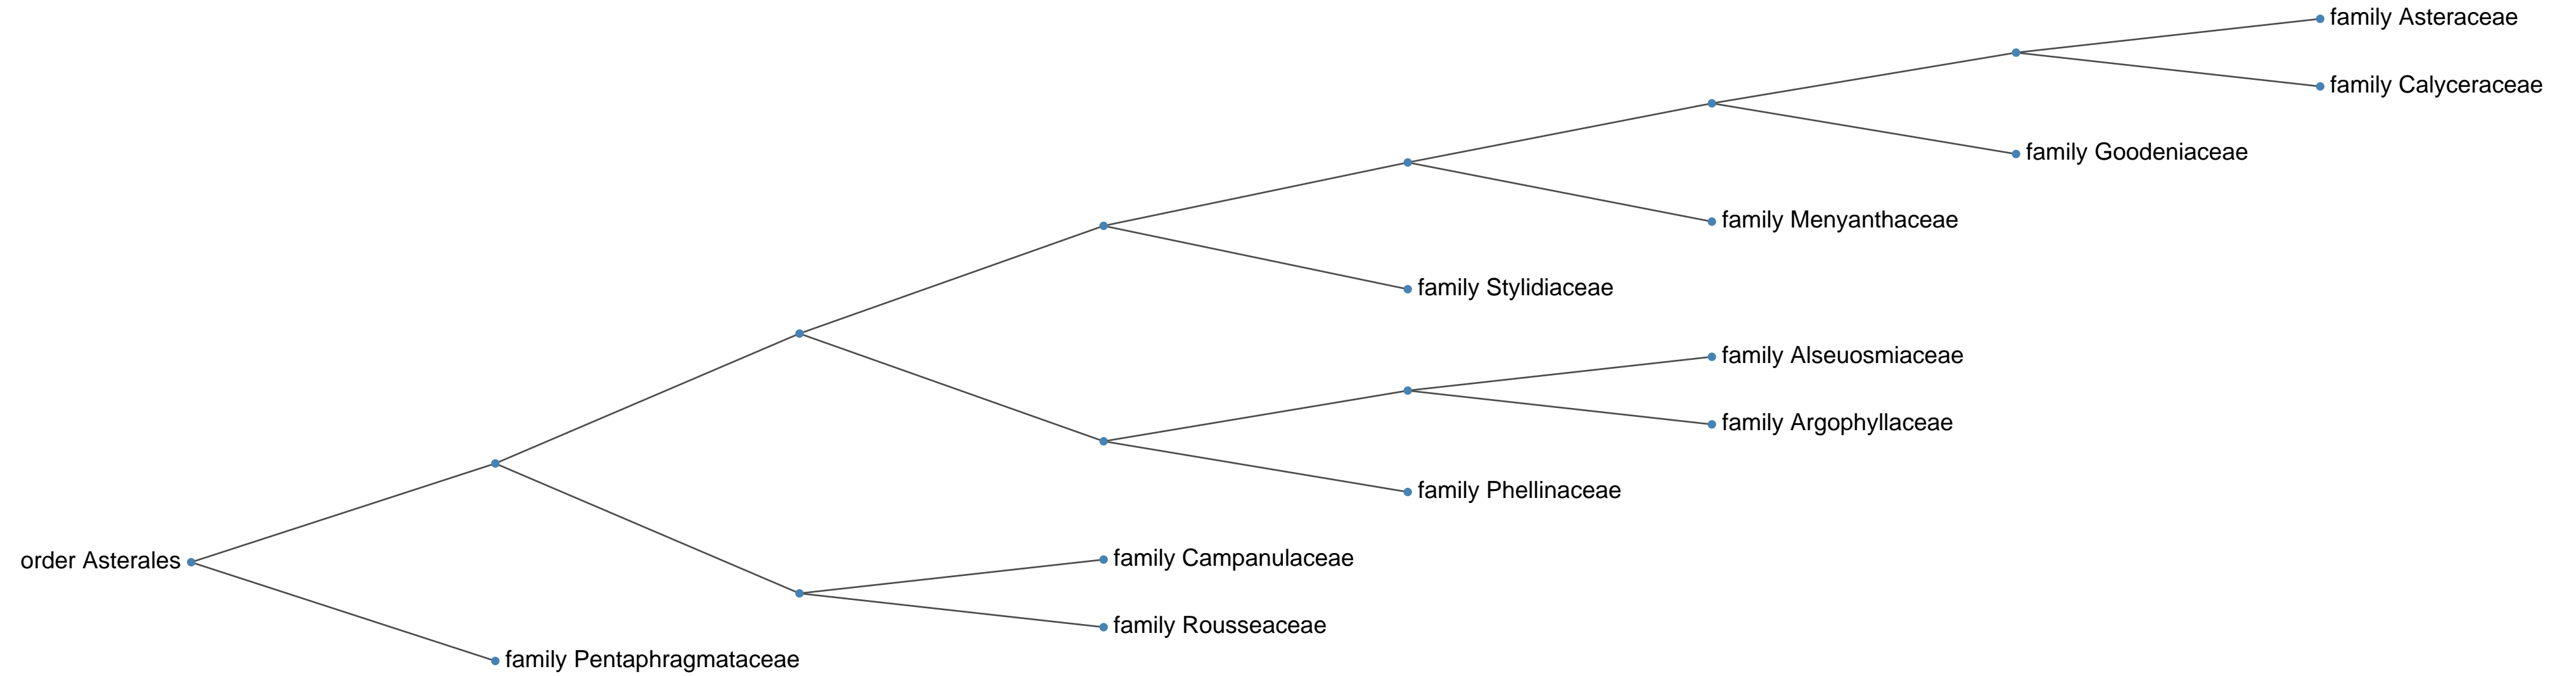 family Asteraceae
family Calyceraceae
family Goodeniaceae
family Menyanthaceae
family Stylidiaceae
family Alseuosmiaceae
family Argophyllaceae
family Phellinaceae
family Campanulaceae
order Asterales
family Rousseaceae
family Pentaphragmataceae